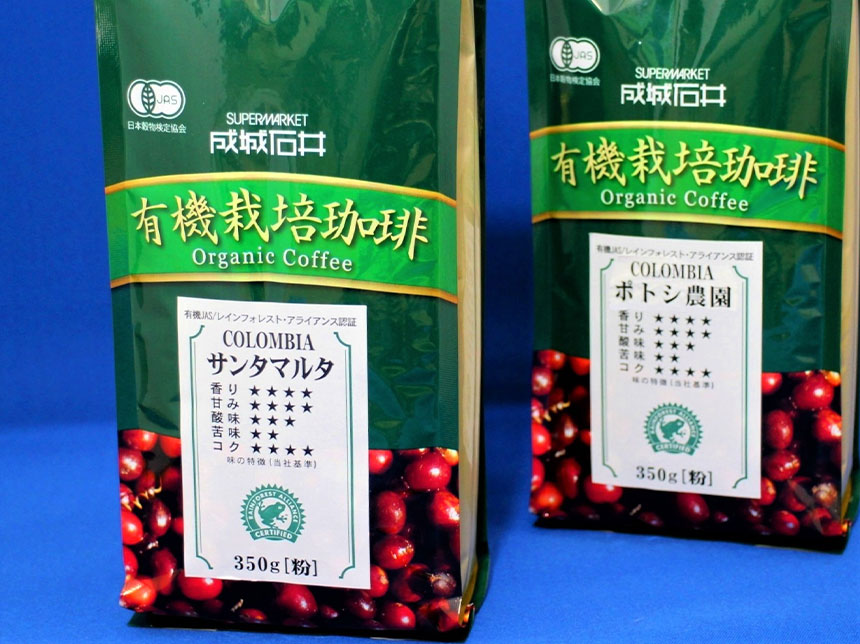 JAS
日本穀物検定協会
SUPERMARKET
成城石井
有機栽培珈琲
Organic Coffee
有機JAS/レインフォレスト・アライアンス認証
COLOMBIA
サンタマルタ
香り ★★★★
甘み ★★★★
酸味 ★★★
苦味 ★★
コク ★★★★
味の特徴(当社基準)
RAINFOREST ALLIANCE
CERTIFIED
350g[粉]
JAS
日本穀物検定協会
SUPERMARKET
成城石井
有機栽培珈琲
Organic Coffee
有機JAS/レインフォレスト・アライアンス認証
COLOMBIA
ポトシ農園
香り ★★★★
甘み ★★★★
酸味 ★★★
苦味 ★★
コク ★★★★
味の特徴(当社基準)
RAINFOREST ALLIANCE
CERTIFIED
350g[粉]